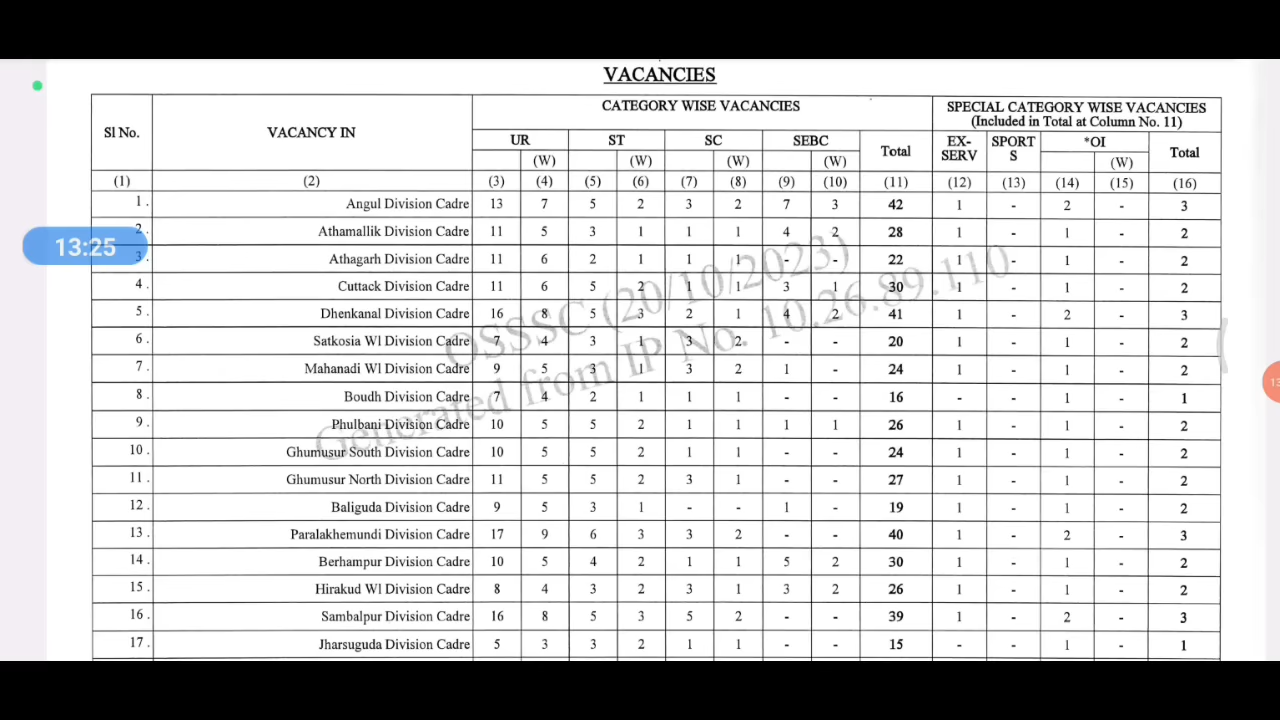 VACANCIES
Sl No. VACANCY IN CATEGORY WISE VACANCIES SPECIAL CATEGORY WISE VACANCIES
(Included in Total at Column No. 11)
UR ST SC SEBC Total EX-SERV SPORTS *OI Total
(W) (W) (W) (W) (W)
(1) (2) (3) (4) (5) (6) (7) (8) (9) (10) (11) (12) (13) (14) (15) (16)
1. Angul Division Cadre 13 7 5 2 3 2 7 3 42 1 - 2 - 3
2. Athamallik Division Cadre 11 5 3 1 1 1 4 2 28 1 - 1 - 2
3. Athagarh Division Cadre 11 6 2 1 1 1 - - 22 1 - 1 - 2
4. Cuttack Division Cadre 11 6 5 2 1 1 3 1 30 1 - 1 - 2
5. Dhenkanal Division Cadre 16 8 5 3 2 1 4 2 41 1 - 2 - 3
6. Satkosia Wl Division Cadre 7 4 3 1 3 2 - - 20 1 - 1 - 2
7. Mahanadi Wl Division Cadre 9 5 3 1 3 2 1 - 24 1 - 1 - 2
8. Boudh Division Cadre 7 4 2 1 1 1 - - 16 - - 1 - 1
9. Phulbani Division Cadre 10 5 5 2 1 1 1 1 26 1 - 1 - 2
10. Ghumusur South Division Cadre 10 5 5 2 1 1 - - 24 1 - 1 - 2
11. Ghumusur North Division Cadre 11 5 5 2 3 1 - - 27 1 - 1 - 2
12. Baliguda Division Cadre 9 5 3 1 - - 1 - 19 1 - 1 - 2
13. Paralakhemundi Division Cadre 17 9 6 3 3 2 - - 40 1 - 2 - 3
14. Berhampur Division Cadre 10 5 4 2 1 1 5 2 30 1 - 1 - 2
15. Hirakud Wl Division Cadre 8 4 3 2 3 1 3 2 26 1 - 1 - 2
16. Sambalpur Division Cadre 16 8 5 3 5 2 - - 39 1 - 2 - 3
17. Jharsuguda Division Cadre 5 3 3 2 1 1 - - 15 - - 1 - 1
OSSSC (20/10/2023)
Generated from IP No. 10.26.89.110
13:25
13